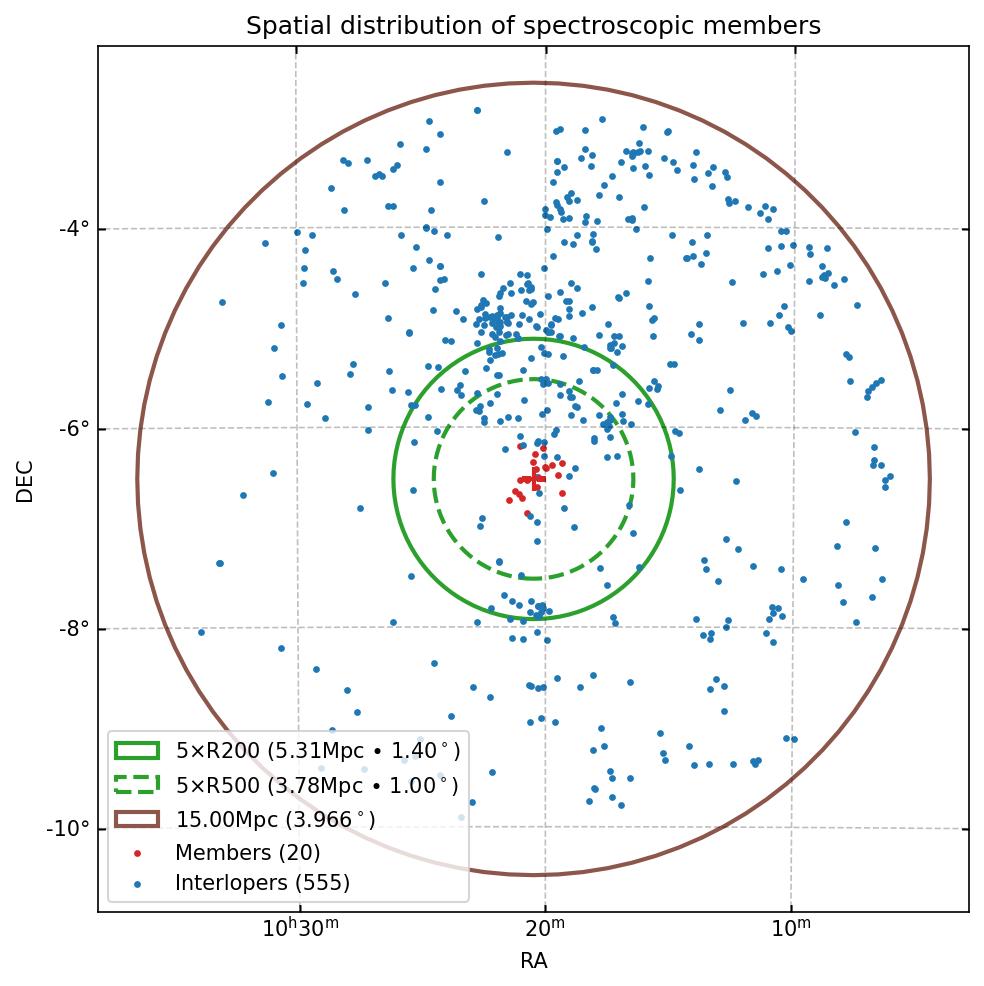 Spatial distribution of spectroscopic members
-4°
-6°
DEC
-8°
-10°
5×R200 (5.31Mpc • 1.40°)
5×R500 (3.78Mpc • 1.00°)
15.00Mpc (3.966°)
Members (20)
Interlopers (555)
10ʰ30ᵐ 20ᵐ 10ᵐ
RA